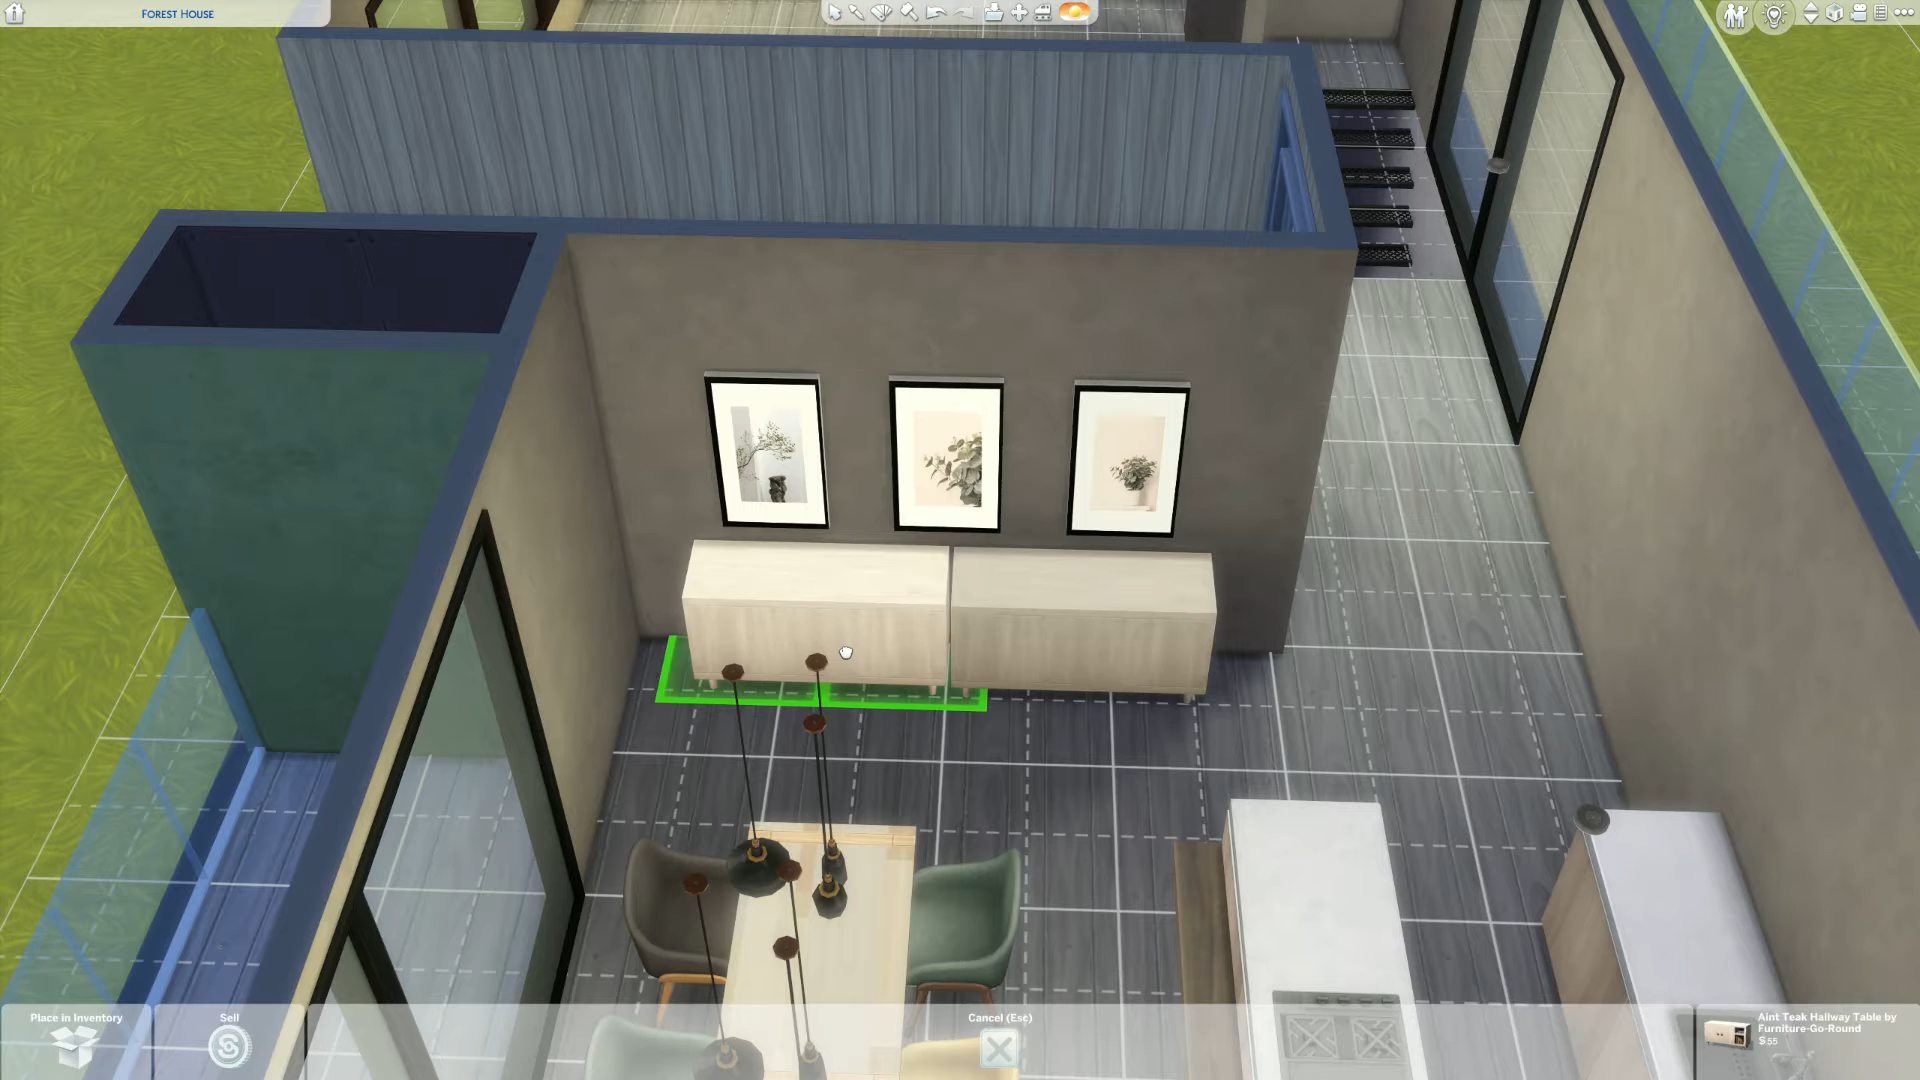 FOREST HOUSE
Place in Inventory
Sell
Cancel (Esc)
Aint Teak Hallway Table by
Furniture-Go-Round
§55